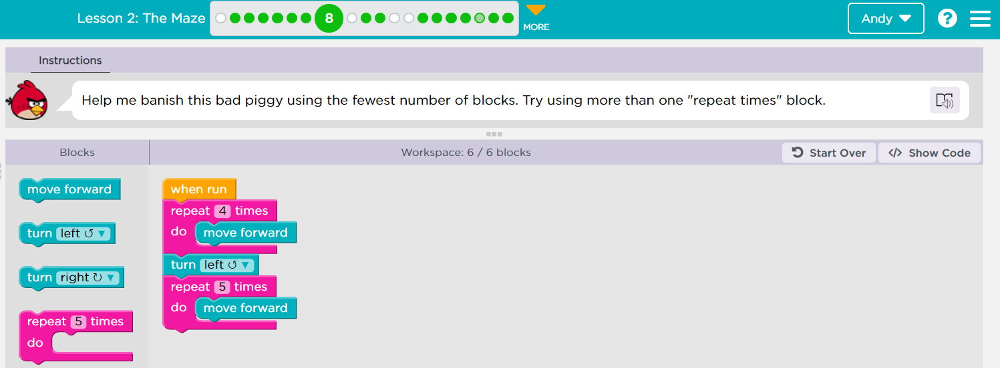 Lesson 2: The Maze
8
MORE
Andy
?
Instructions
Help me banish this bad piggy using the fewest number of blocks. Try using more than one "repeat times" block.
Blocks
Workspace: 6 / 6 blocks
Start Over
</> Show Code
move forward
turn left ↺ ▼
turn right ↻ ▼
repeat 5 times
do
when run
repeat 4 times
do move forward
turn left ↺ ▼
repeat 5 times
do move forward